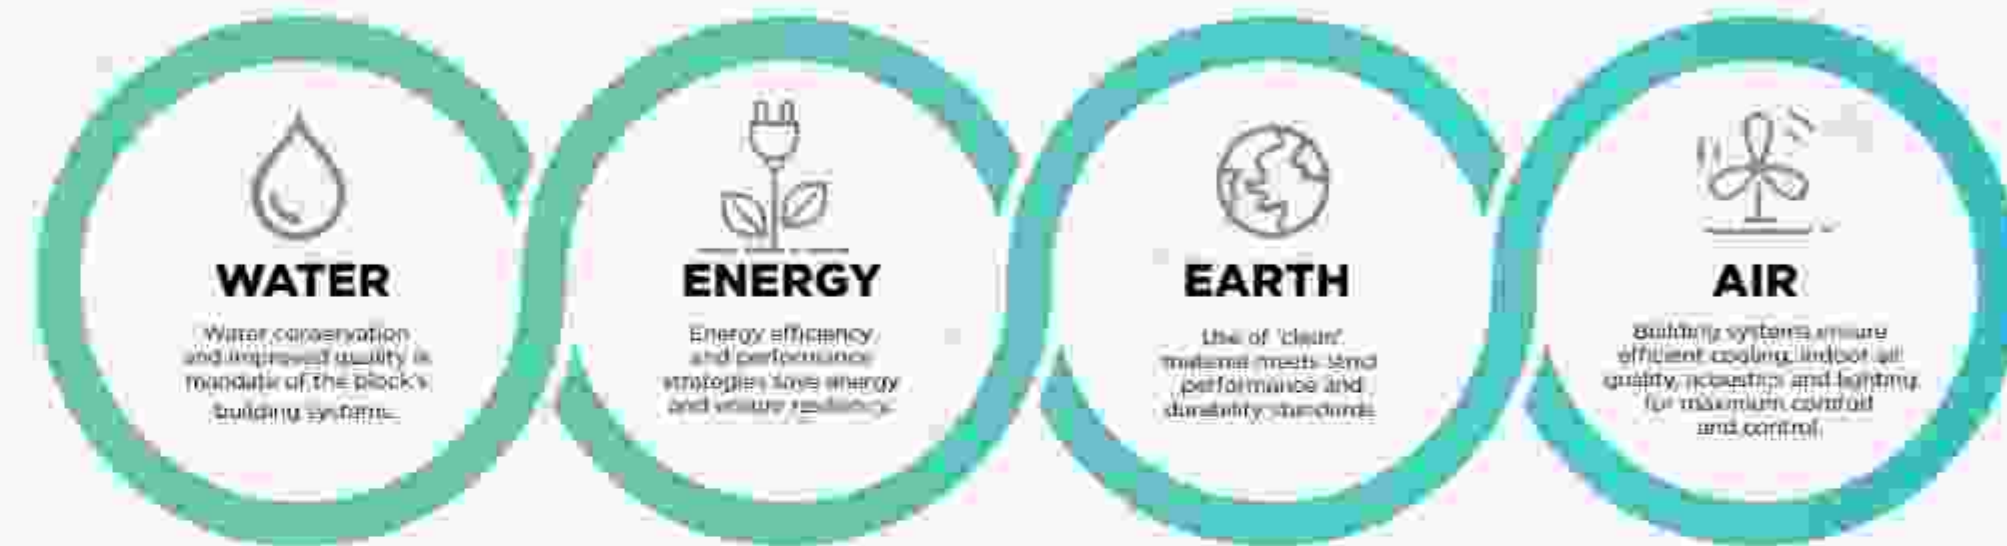 WATER
Water conservation
and improved quality is
mandate of the block's
building systems.
ENERGY
Energy efficiency
and performance
strategies save energy
and ensure resiliency.
EARTH
Use of 'clean'
material meets
performance and
durability standards.
AIR
Building systems ensure
efficient cooling, indoor air
quality, acoustics and lighting
for maximum comfort
and control.